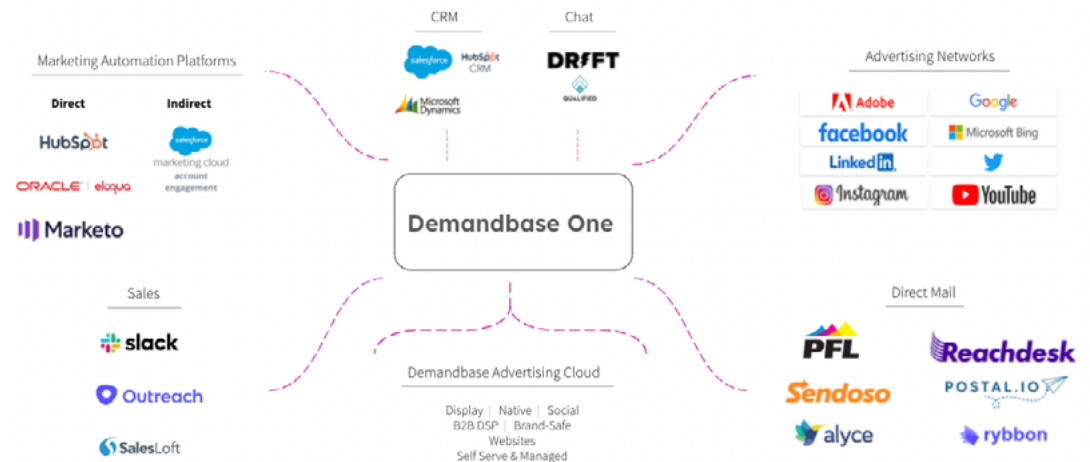 CRM
Chat
Marketing Automation Platforms
Advertising Networks
salesforce
HubSpot
CRM
DRIFT
Microsoft
Dynamics
QUALIFIED
Direct
Indirect
HubSpot
salesforce
marketing cloud
account
engagement
ORACLE | eloqua
Marketo
Adobe
Google
facebook
Microsoft Bing
Linked in
Instagram
YouTube
Demandbase One
Sales
Direct Mail
slack
Outreach
SalesLoft
Demandbase Advertising Cloud
Display | Native | Social
B2B DSP | Brand-Safe
Websites
Self Serve & Managed
PFL
Reachdesk
Sendoso
POSTAL.IO
alyce
rybbon